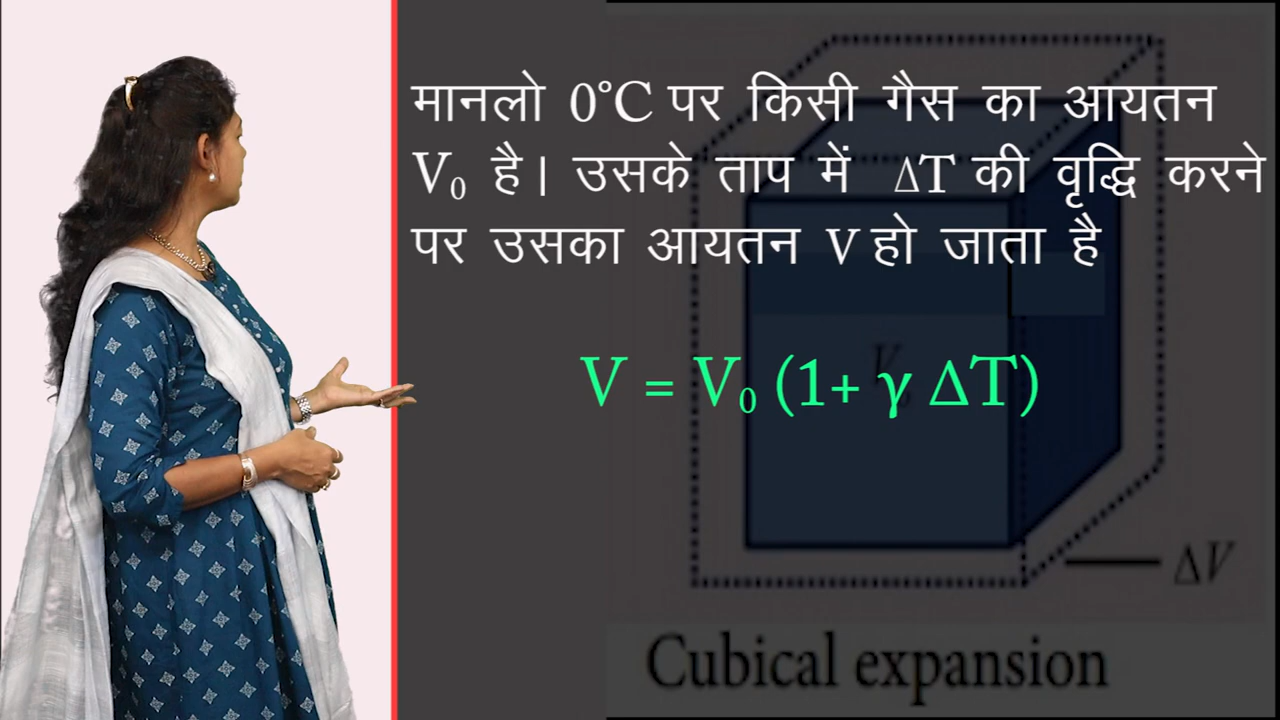 मानलो 0°C पर किसी गैस का आयतन
V₀ है। उसके ताप में ΔT की वृद्धि करने
पर उसका आयतन V हो जाता है
V = V₀ (1+ γ ΔT)
ΔV
Cubical expansion